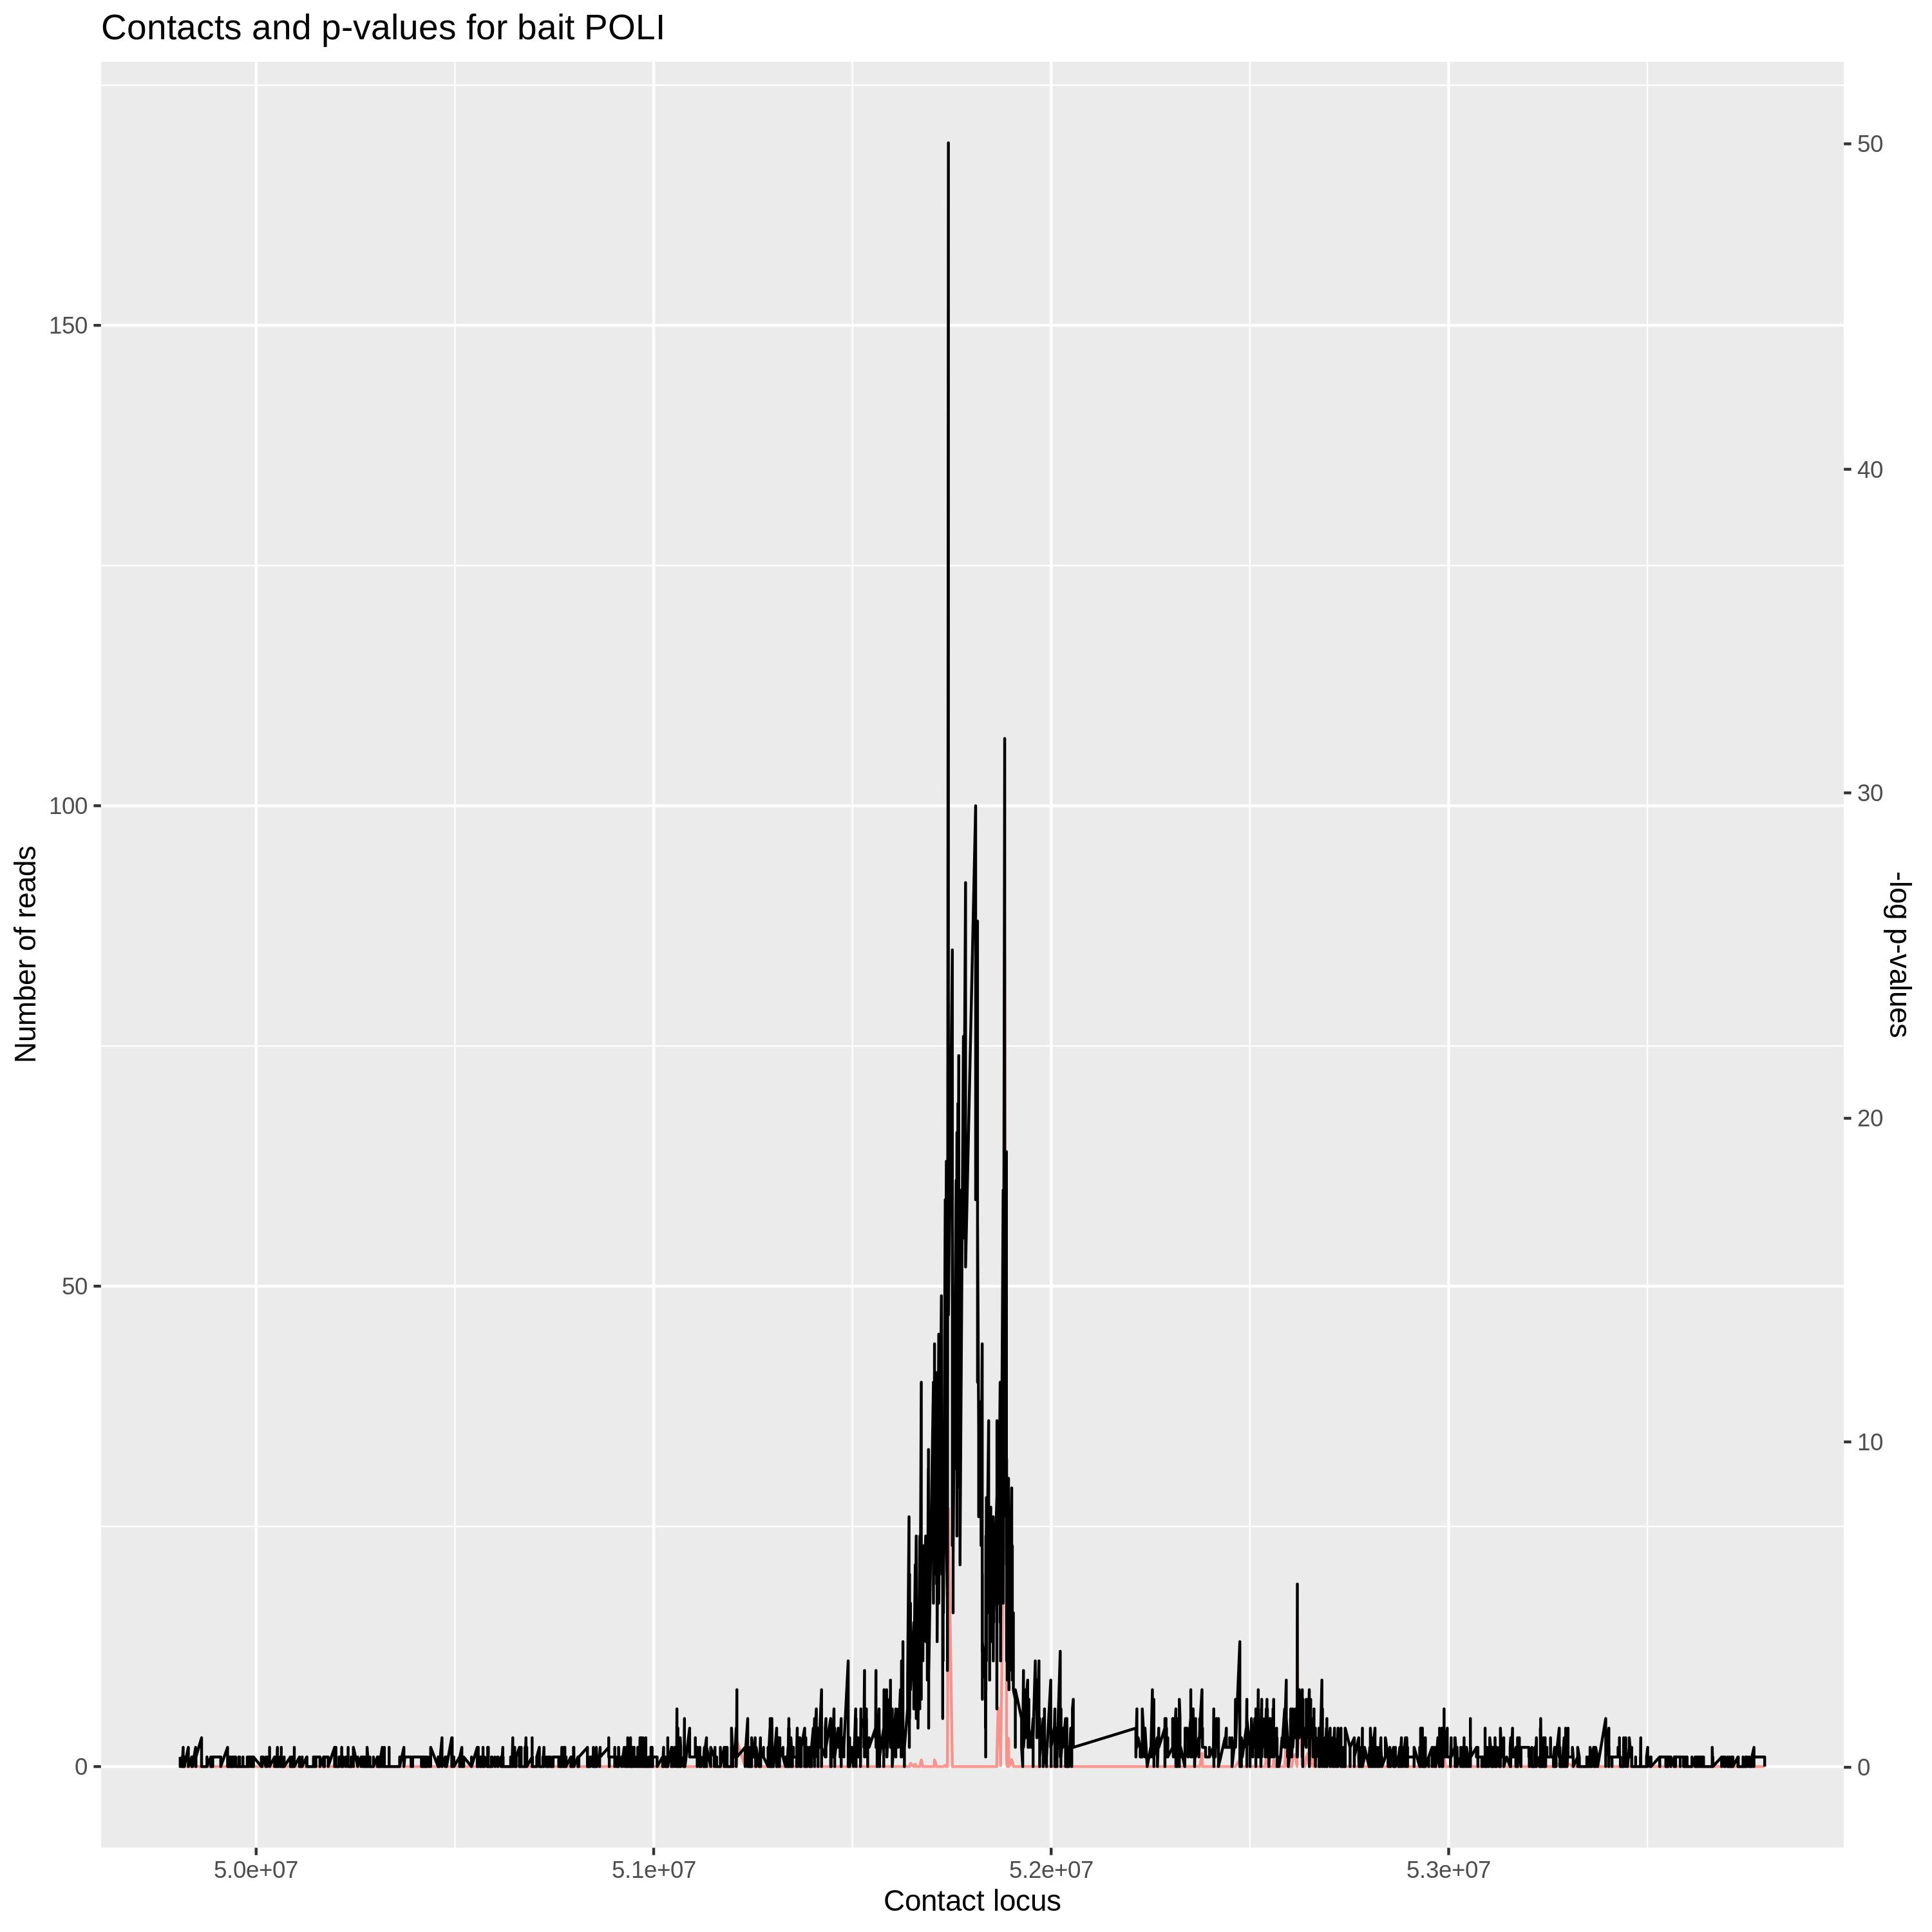 Contacts and p-values for bait POLI
150
100
50
0
Number of reads
50
40
30
20
10
0
-log p-values
5.0e+07
5.1e+07
5.2e+07
5.3e+07
Contact locus